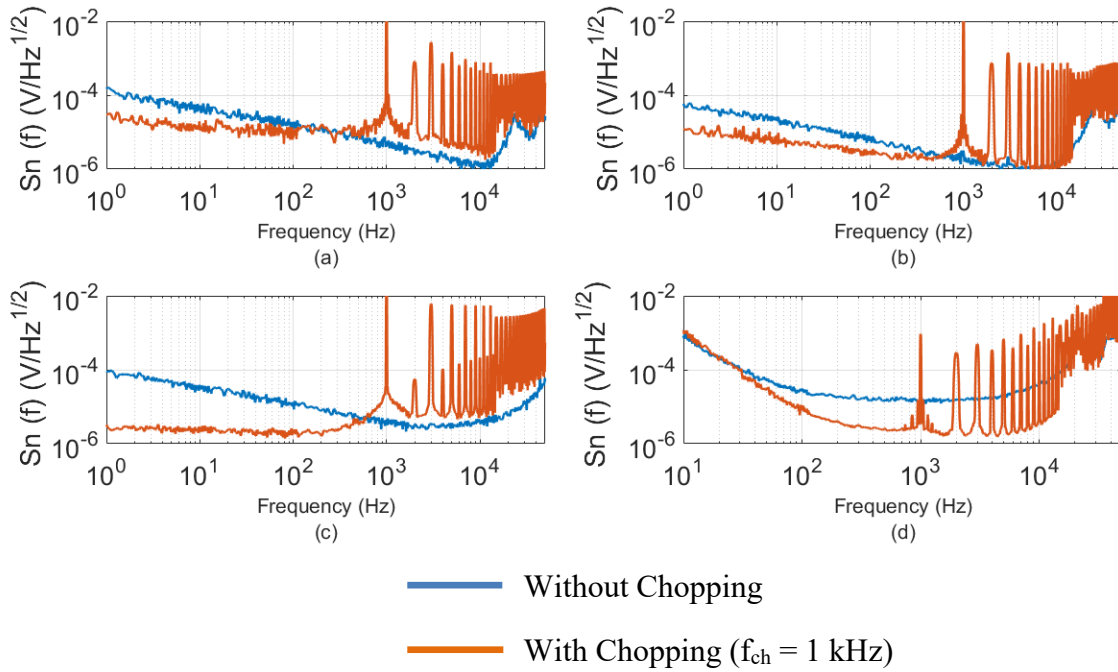 10^-2 10^-4 10^-6
Sn (f) (V/Hz^1/2)
10^0 10^1 10^2 10^3 10^4
Frequency (Hz)
(a)
10^-2 10^-4 10^-6
Sn (f) (V/Hz^1/2)
10^0 10^1 10^2 10^3 10^4
Frequency (Hz)
(b)
10^-2 10^-4 10^-6
Sn (f) (V/Hz^1/2)
10^0 10^1 10^2 10^3 10^4
Frequency (Hz)
(c)
10^-2 10^-4 10^-6
Sn (f) (V/Hz^1/2)
10^1 10^2 10^3 10^4
Frequency (Hz)
(d)
Without Chopping
With Chopping (f_ch = 1 kHz)